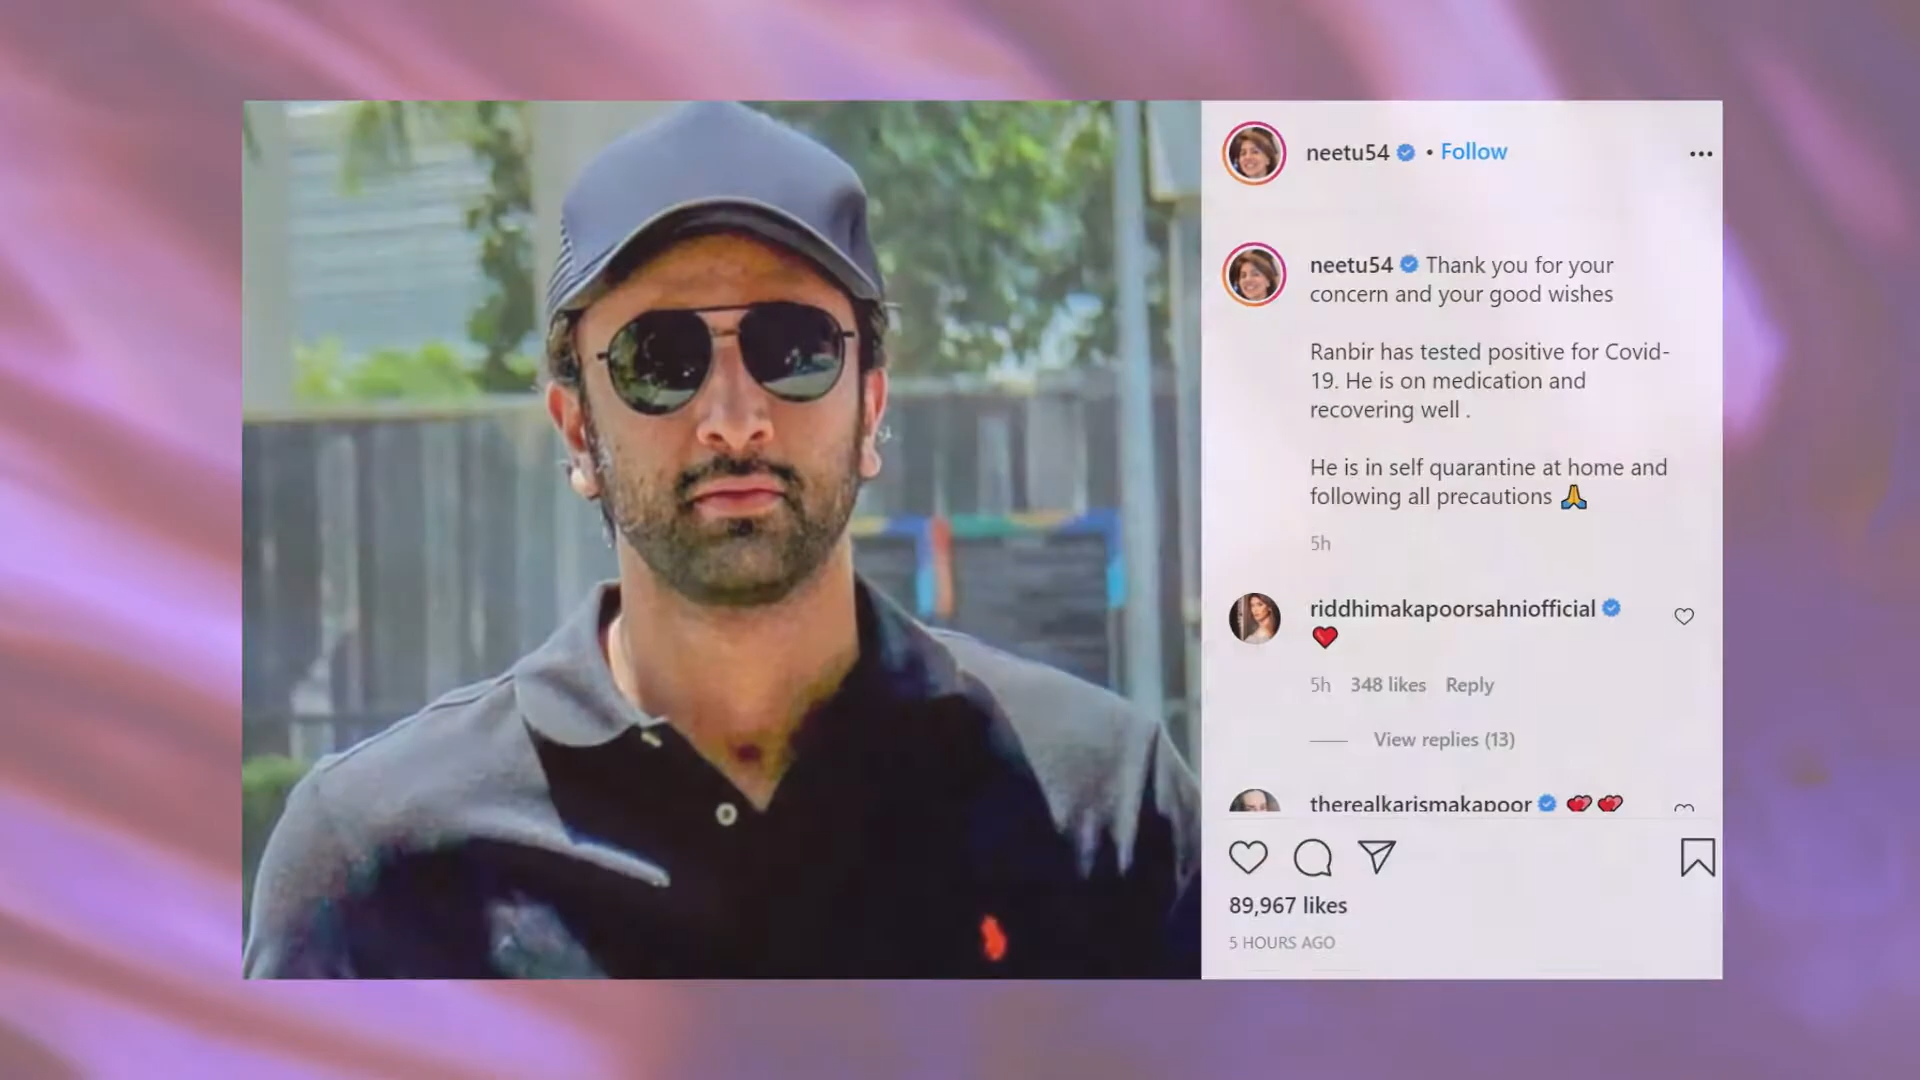 neetu54 • Follow
neetu54 Thank you for your
concern and your good wishes
Ranbir has tested positive for Covid-
19. He is on medication and
recovering well .
He is in self quarantine at home and
following all precautions 🙏
5h
riddhimakapoorsahniofficial
❤️
5h 348 likes Reply
View replies (13)
therealkarismakapoor 💕💕
89,967 likes
5 HOURS AGO